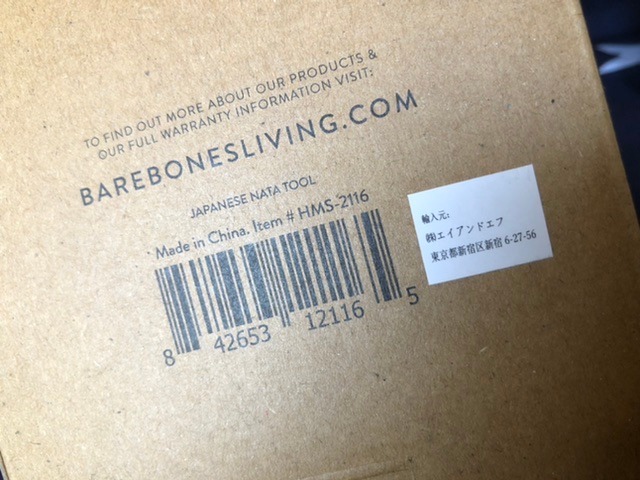 TO FIND OUT MORE ABOUT OUR PRODUCTS &
OUR FULL WARRANTY INFORMATION VISIT:
BAREBONESLIVING.COM
JAPANESE NATA TOOL
Made in China. Item # HMS-2116
8 42653 12116 5
輸入元:
㈱エイアンドエフ
東京都新宿区新宿 6-27-56